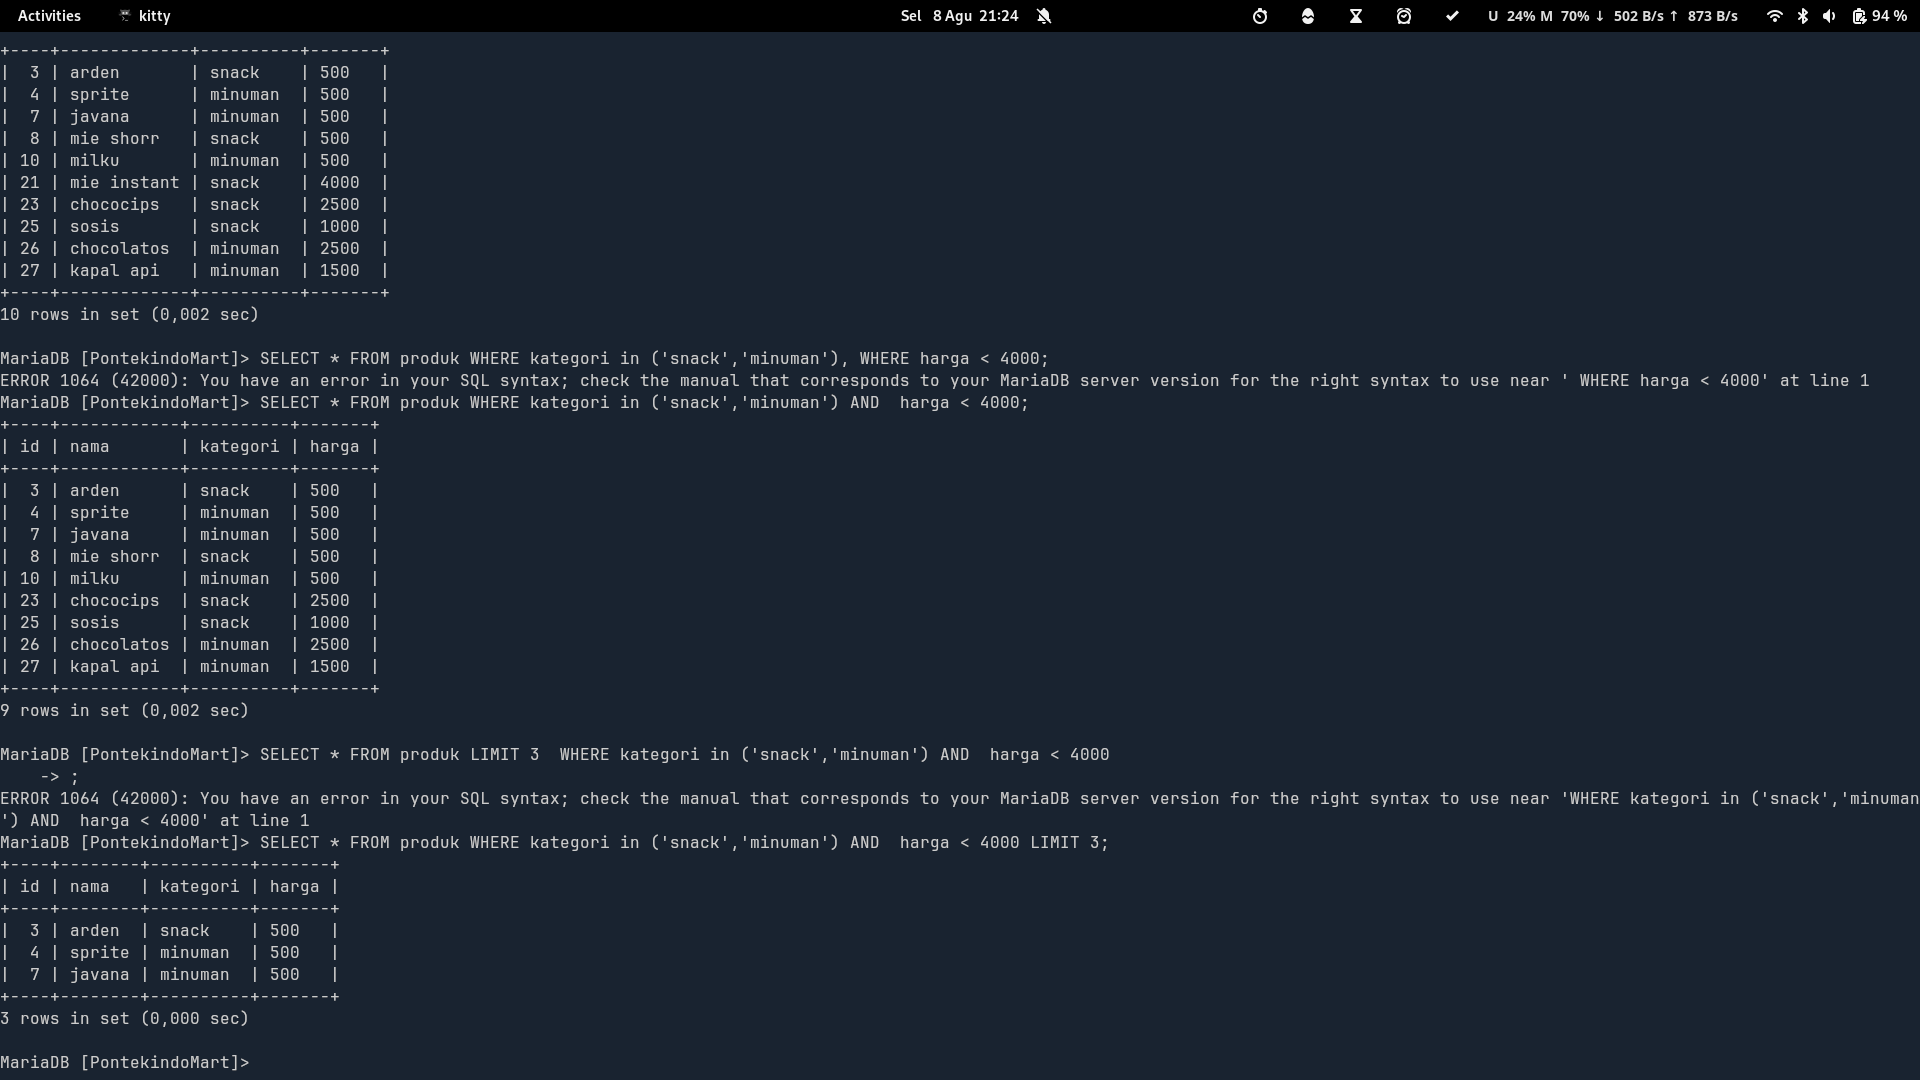 Activities kitty Sel 8 Agu 21:24 U 24% M 70% ↓ 502 B/s ↑ 873 B/s 94 %
+----+-------------+----------+-------+
|  3 | arden       | snack    | 500   |
|  4 | sprite      | minuman  | 500   |
|  7 | javana      | minuman  | 500   |
|  8 | mie shorr   | snack    | 500   |
| 10 | milku       | minuman  | 500   |
| 21 | mie instant | snack    | 4000  |
| 23 | chococips   | snack    | 2500  |
| 25 | sosis       | snack    | 1000  |
| 26 | chocolatos  | minuman  | 2500  |
| 27 | kapal api   | minuman  | 1500  |
+----+-------------+----------+-------+
10 rows in set (0,002 sec)

MariaDB [PontekindoMart]> SELECT * FROM produk WHERE kategori in ('snack','minuman'), WHERE harga < 4000;
ERROR 1064 (42000): You have an error in your SQL syntax; check the manual that corresponds to your MariaDB server version for the right syntax to use near ' WHERE harga < 4000' at line 1
MariaDB [PontekindoMart]> SELECT * FROM produk WHERE kategori in ('snack','minuman') AND  harga < 4000;
+----+------------+----------+-------+
| id | nama       | kategori | harga |
+----+------------+----------+-------+
|  3 | arden      | snack    | 500   |
|  4 | sprite     | minuman  | 500   |
|  7 | javana     | minuman  | 500   |
|  8 | mie shorr  | snack    | 500   |
| 10 | milku      | minuman  | 500   |
| 23 | chococips  | snack    | 2500  |
| 25 | sosis      | snack    | 1000  |
| 26 | chocolatos | minuman  | 2500  |
| 27 | kapal api  | minuman  | 1500  |
+----+------------+----------+-------+
9 rows in set (0,002 sec)

MariaDB [PontekindoMart]> SELECT * FROM produk LIMIT 3  WHERE kategori in ('snack','minuman') AND  harga < 4000
    -> ;
ERROR 1064 (42000): You have an error in your SQL syntax; check the manual that corresponds to your MariaDB server version for the right syntax to use near 'WHERE kategori in ('snack','minuman
') AND  harga < 4000' at line 1
MariaDB [PontekindoMart]> SELECT * FROM produk WHERE kategori in ('snack','minuman') AND  harga < 4000 LIMIT 3;
+----+--------+----------+-------+
| id | nama   | kategori | harga |
+----+--------+----------+-------+
|  3 | arden  | snack    | 500   |
|  4 | sprite | minuman  | 500   |
|  7 | javana | minuman  | 500   |
+----+--------+----------+-------+
3 rows in set (0,000 sec)

MariaDB [PontekindoMart]>